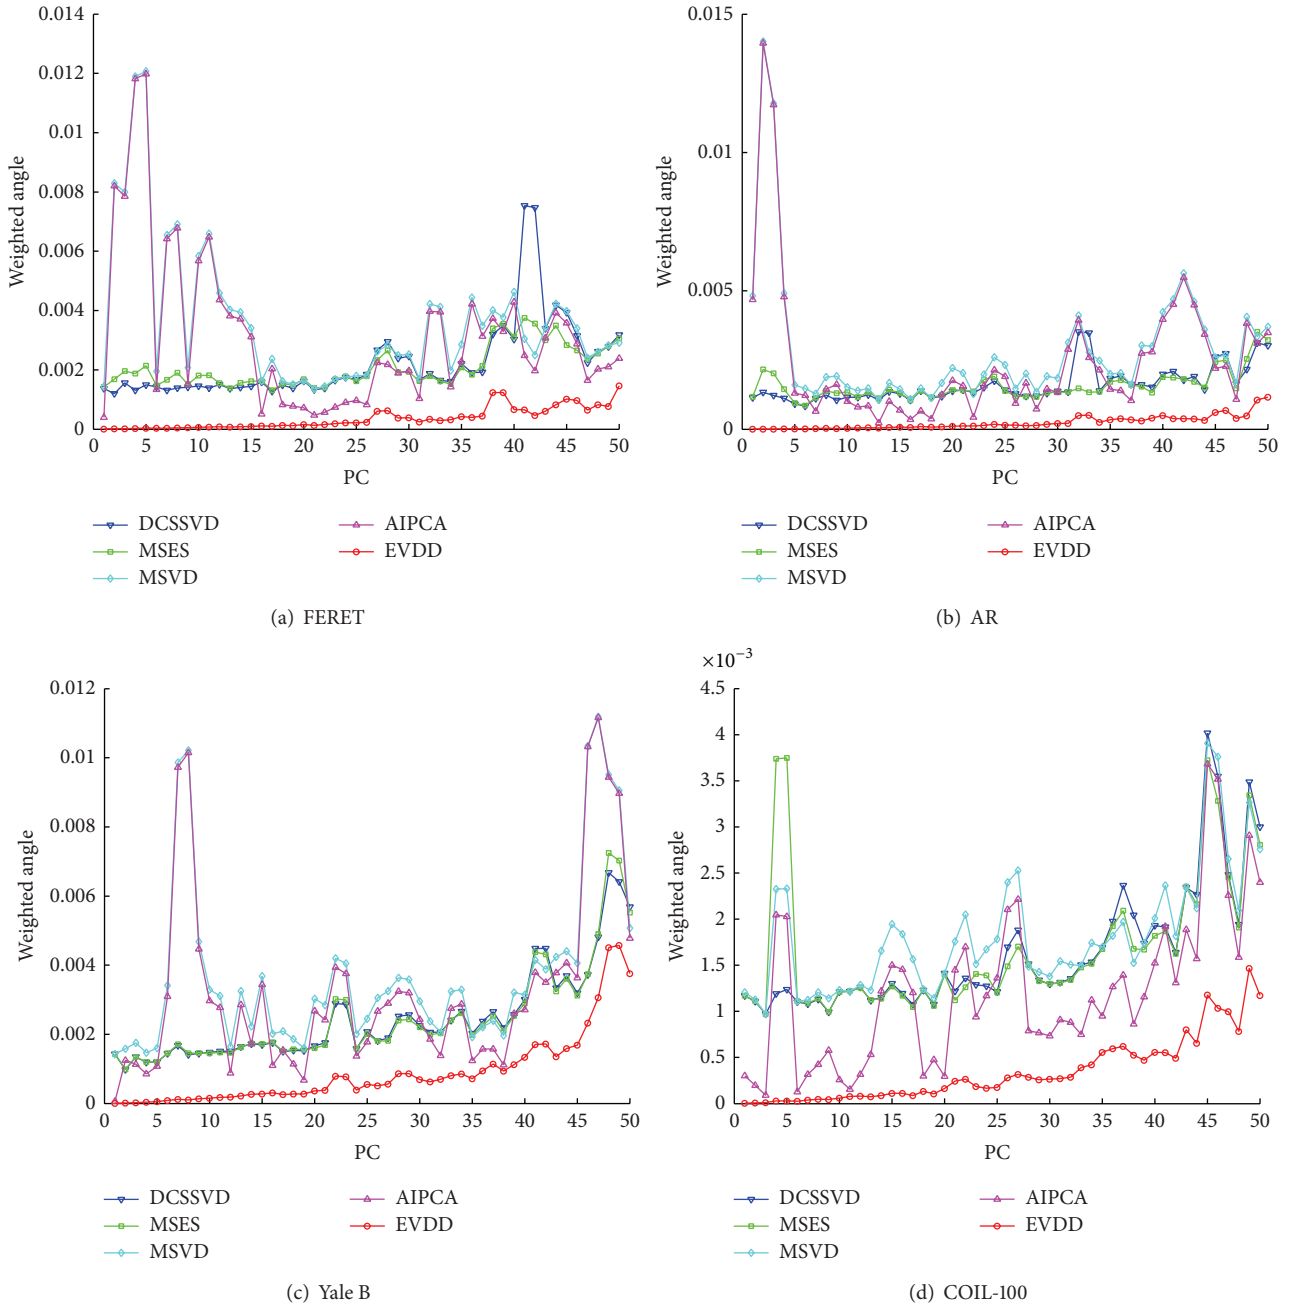 0.014
0.012
0.01
0.008
0.006
0.004
0.002
0
Weighted angle
0 5 10 15 20 25 30 35 40 45 50
PC
DCSSVD
MSES
MSVD
AIPCA
EVDD
(a) FERET
0.015
0.01
0.005
0
Weighted angle
0 5 10 15 20 25 30 35 40 45 50
PC
DCSSVD
MSES
MSVD
AIPCA
EVDD
(b) AR
0.012
0.01
0.008
0.006
0.004
0.002
0
Weighted angle
0 5 10 15 20 25 30 35 40 45 50
PC
DCSSVD
MSES
MSVD
AIPCA
EVDD
(c) Yale B
×10⁻³
4.5
4
3.5
3
2.5
2
1.5
1
0.5
0
Weighted angle
0 5 10 15 20 25 30 35 40 45 50
PC
DCSSVD
MSES
MSVD
AIPCA
EVDD
(d) COIL-100